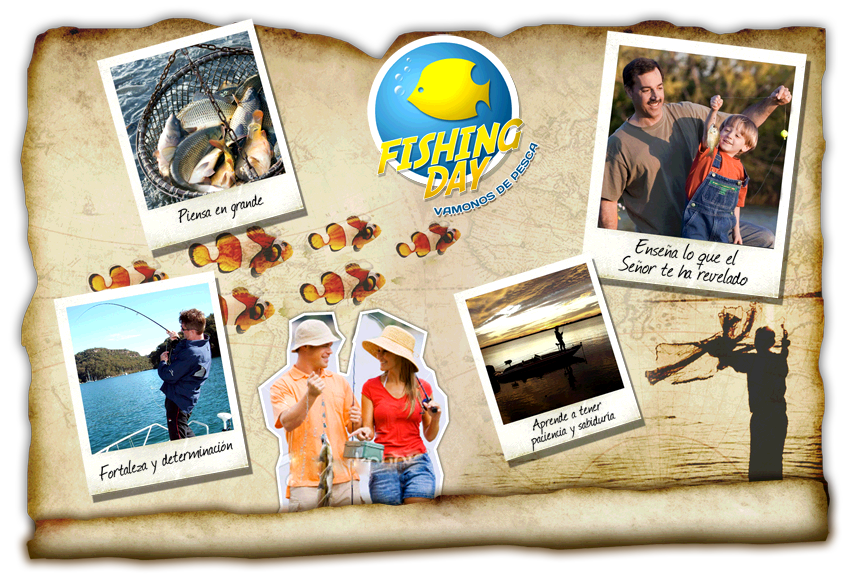 Piensa en grande
FISHING
DAY
VAMONOS DE PESCA
Enseña lo que el
Señor te ha revelado
Fortaleza y determinación
Aprende a tener
paciencia y sabiduría